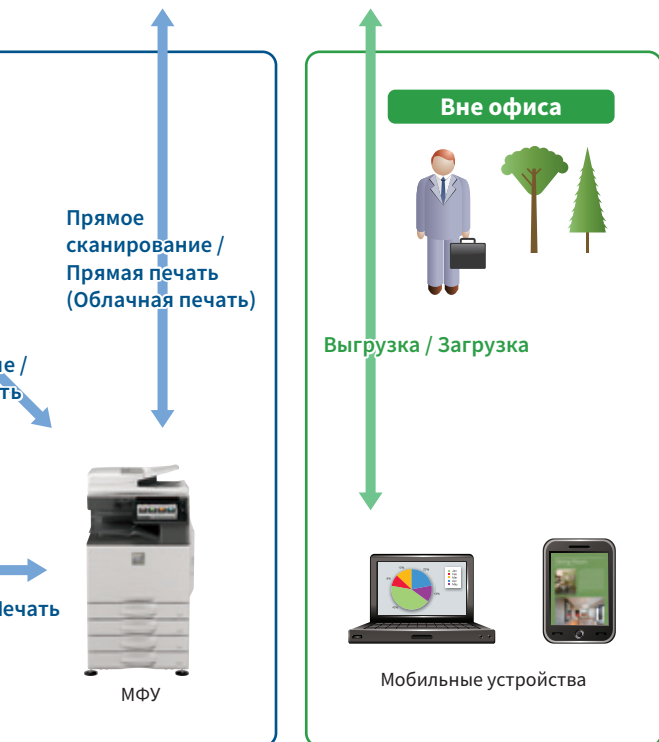 Вне офиса
Прямое
сканирование /
Прямая печать
(Облачная печать)
Выгрузка / Загрузка
МФУ
Мобильные устройства